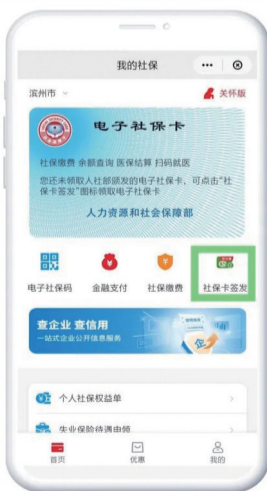 我的社保
滨州市
关怀版
电子社保卡
社保缴费 余额查询 医保结算 扫码就医
您还未领取人社部颁发的电子社保卡，可点击“社
保卡签发”图标领取电子社保卡
人力资源和社会保障部
电子社保码 金融支付 社保缴费 社保卡签发
查企业 查信用
一站式企业公开信息服务
个人社保权益单
失业保险待遇申领
首页 优惠 我的